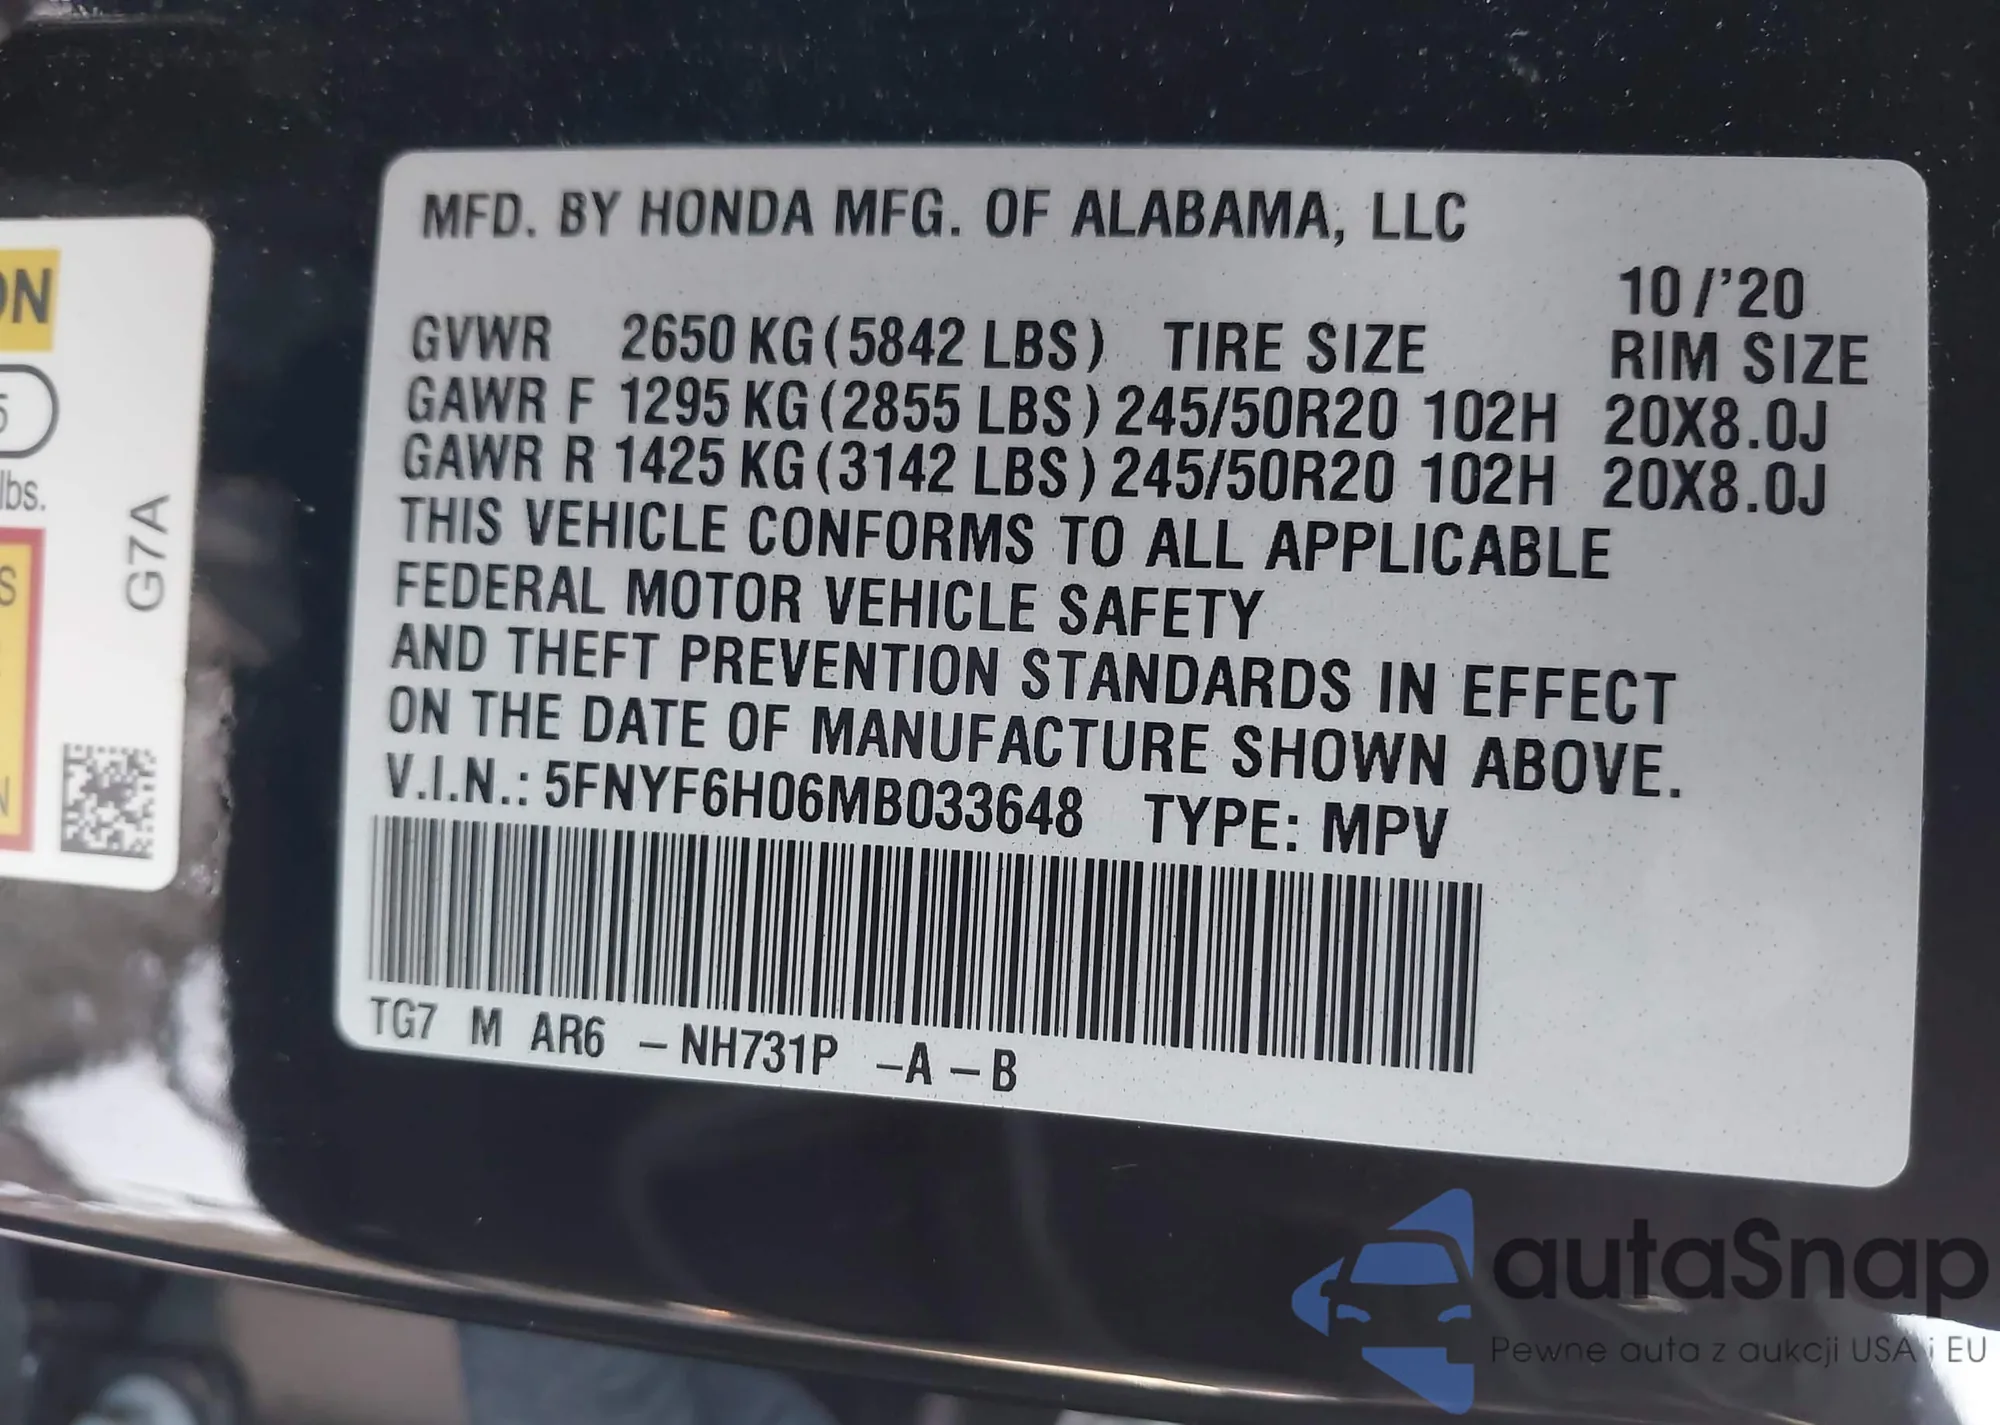 MFD. BY HONDA MFG. OF ALABAMA, LLC
10/'20
GVWR 2650 KG (5842 LBS) TIRE SIZE RIM SIZE
GAWR F 1295 KG (2855 LBS) 245/50R20 102H 20X8.0J
GAWR R 1425 KG (3142 LBS) 245/50R20 102H 20X8.0J
THIS VEHICLE CONFORMS TO ALL APPLICABLE
FEDERAL MOTOR VEHICLE SAFETY
AND THEFT PREVENTION STANDARDS IN EFFECT
ON THE DATE OF MANUFACTURE SHOWN ABOVE.
V.I.N.: 5FNYF6H06MB033648 TYPE: MPV
TG7 M AR6 – NH731P –A – B
lbs.
G7A
autaSnap
Pewne auta z aukcji USA i EU